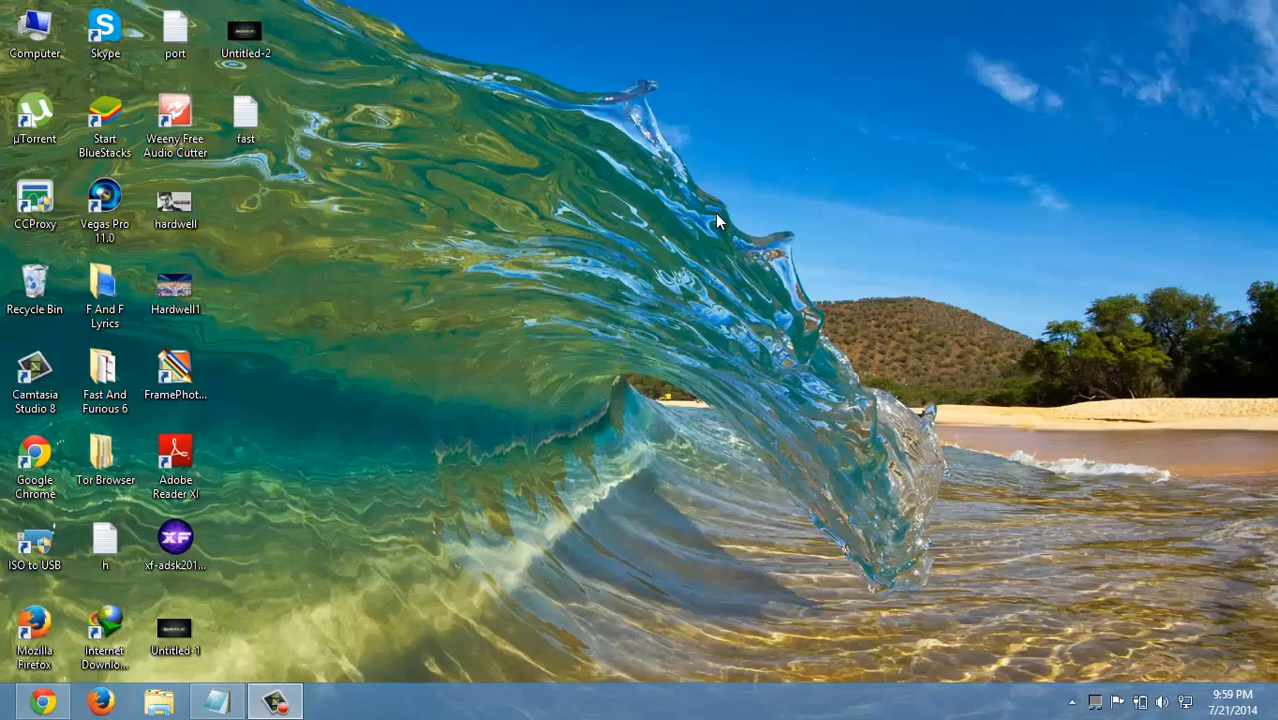 Computer
Skype
port
Untitled-2
µTorrent
Start
BlueStacks
Weeny Free
Audio Cutter
fast
CCProxy
Vegas Pro
11.0
hardwell
Recycle Bin
F And F
Lyrics
Hardwell1
Camtasia
Studio 8
Fast And
Furious 6
FramePhot...
Google
Chrome
Tor Browser
Adobe
Reader XI
ISO to USB
h
XF
xf-adsk201...
Mozilla
Firefox
Internet
Downlo...
Untitled-1
9:59 PM
7/21/2014